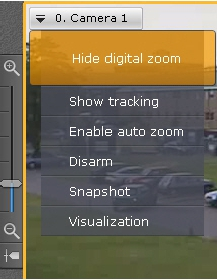 0. Camera 1
Hide digital zoom
Show tracking
Enable auto zoom
Disarm
Snapshot
Visualization